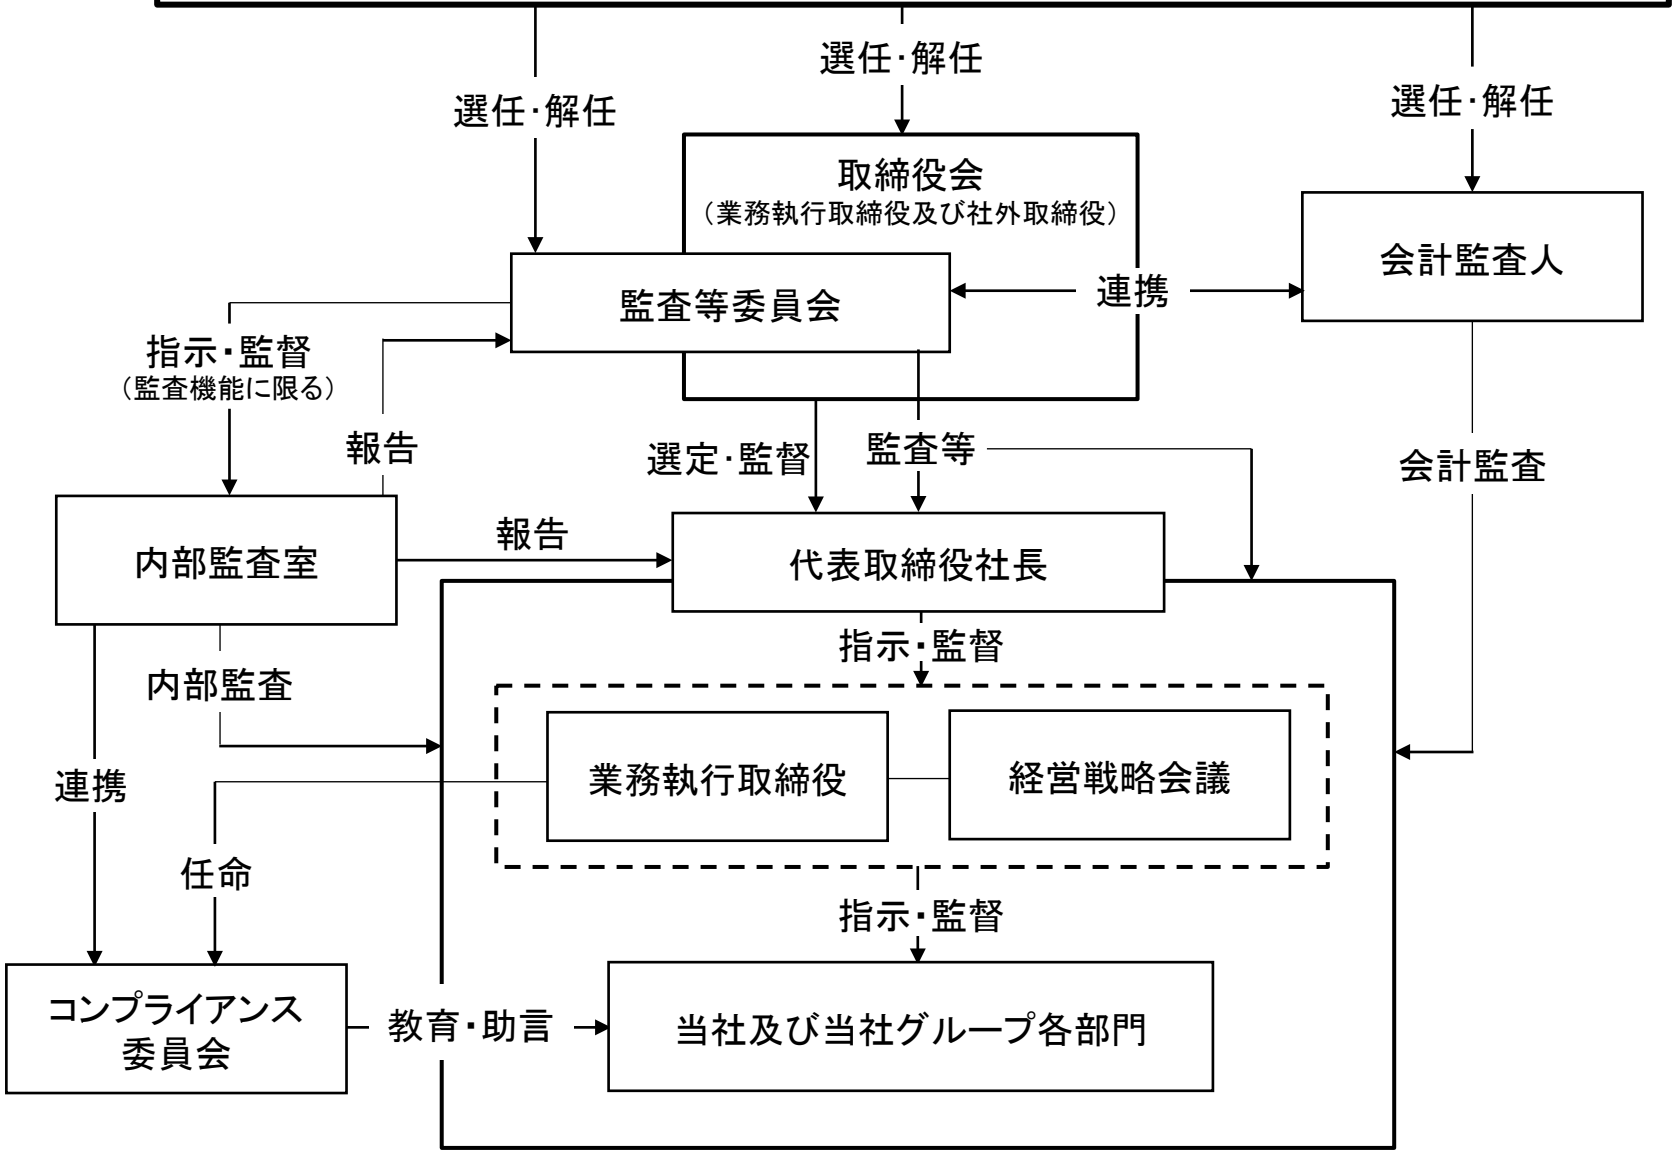 選任・解任
選任・解任
選任・解任
取締役会
（業務執行取締役及び社外取締役）
会計監査人
連携
監査等委員会
指示・監督
（監査機能に限る）
報告
選定・監督
監査等
会計監査
報告
内部監査室
代表取締役社長
指示・監督
内部監査
業務執行取締役
経営戦略会議
連携
任命
指示・監督
コンプライアンス
委員会
教育・助言
当社及び当社グループ各部門